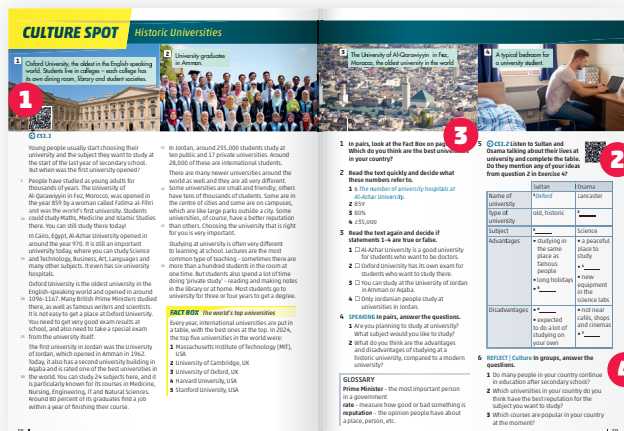 CULTURE SPOT
Historic Universities
1 Oxford University, the oldest in the English-speaking
world. Students live in colleges – each college has
its own dining room, library and student societies.
2 University graduates
in Amman.
3 The University of Al-Qarawiyyin in Fez,
Morocco, the oldest university in the world
4 A typical bedroom for
a university student.
1
CS1.1
Young people usually start choosing their
university and the subject they want to study at
the start of the last year of secondary school.
But when was the first university opened?
People have studied as young adults for
thousands of years. The University of
Al-Qarawiyyin in Fez, Morocco, was opened in
the year 859 by a woman called Fatima al-Fihri
and was the world's first university. Students
could study Maths, Medicine and Islamic Studies
there. You can still study there today!
In Cairo, Egypt, Al-Azhar University opened in
around the year 970. It is still an important
university today, where you can study Science
and Technology, Business, Art, Languages and
many other subjects. It even has six university
hospitals.
Oxford University is the oldest university in the
English-speaking world and opened in around
1096-1167. Many British Prime Ministers studied
there, as well as famous writers and scientists.
It is not easy to get a place at Oxford University.
You need to get very good exam results at
school, and also need to take a special exam
from the university itself.
The first university in Jordan was the University
of Jordan, which opened in Amman in 1962.
Today, it also has a second university building in
Aqaba and is rated one of the best universities in
the world. You can study 24 subjects here, and it
is particularly known for its courses in Medicine,
Nursing, Engineering, IT and Natural Sciences.
Around 80 percent of its graduates find a job
within a year of finishing their course.
In Jordan, around 235,000 students study at
ten public and 17 private universities. Around
28,000 of these are international students.
There are many newer universities around the
world as well and they are all very different.
Some universities are small and friendly; others
have tens of thousands of students. Some are in
the centre of cities and some are on campuses,
which are like large parks outside a city. Some
universities, of course, have a better reputation
than others. Choosing the university that is right
for you is very important.
Studying at university is often very different
to learning at school. Lectures are the most
common type of teaching – sometimes there are
more than a hundred students in the room at
one time. But students also spend a lot of time
doing 'private study' – reading and making notes
in the library or at home. Most students go to
university for three or four years to get a degree.
FACT BOX The world's top universities
Every year, international universities are put in
a table, with the best ones at the top. In 2024,
the top five universities in the world were:
1 Massachusetts Institute of Technology (MIT),
USA
2 University of Cambridge, UK
3 University of Oxford, UK
4 Harvard University, USA
5 Stanford University, USA
3
1 In pairs, look at the Fact Box on
Which do you think are the best
in your country?
2 Read the text quickly and decide what
these numbers refer to.
1 6 The number of university hospitals at
Al-Azhar University.
2 859
3 80%
4 235,000
3 Read the text again and decide if
statements 1–4 are true or false.
1 Al-Azhar University is a good university
for students who want to be doctors.
2 Oxford University has its own exam for
students who want to study there.
3 You can study at the University of Jordan
in Amman or Aqaba.
4 Only Jordanian people study at
universities in Jordan.
4 SPEAKING In pairs, answer the questions.
1 Are you planning to study at university?
What subject would you like to study?
2 What do you think are the advantages
and disadvantages of studying at a
historic university, compared to a modern
university?
GLOSSARY
Prime Minister – the most important person
in a government
rate – measure how good or bad something is
reputation – the opinion people have about
a place, person, etc.
5 CS1.2 Listen to Sultan and
Osama talking about their lives at
university and complete the table.
Do they mention any of your ideas
from question 2 in Exercise 4?
2
Sultan Osama
Name of university 1Oxford Lancaster
Type of university old, historic 2
Subject 3 Science
Advantages • studying in the same place as famous people • long holidays • a peaceful place to study • new equipment in the science labs
Disadvantages • expected to do a lot of studying on your own • not near cafés, shops and cinemas
6 REFLECT | Culture In groups, answer the
questions.
1 Do many people in your country continue
in education after secondary school?
2 Which universities in your country do you
think have the best reputation for the
subject you want to study?
3 Which courses are popular in your country
at the moment?